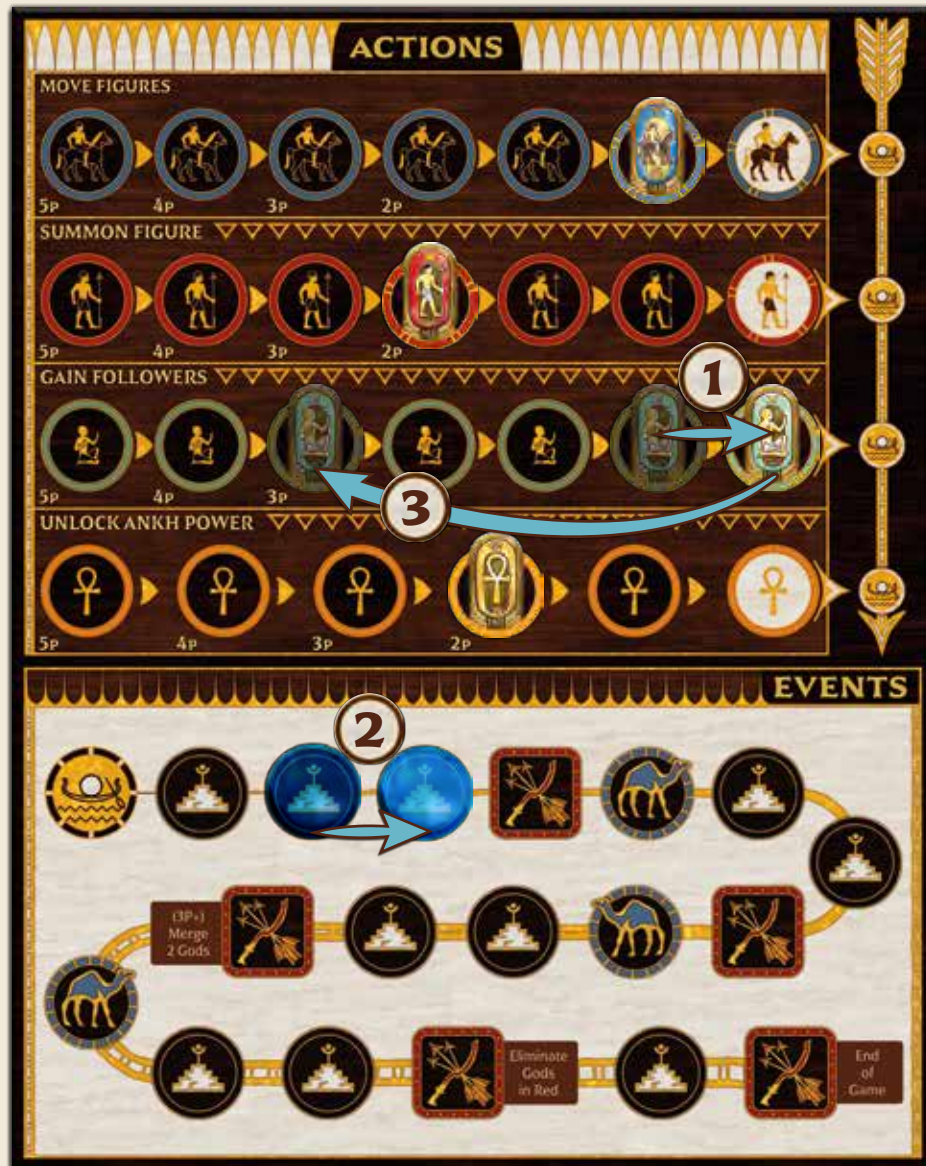 ACTIONS
MOVE FIGURES
5P 4P 3P 2P
SUMMON FIGURE
5P 4P 3P 2P
GAIN FOLLOWERS
1
5P 4P 3P
3
UNLOCK ANKH POWER
5P 4P 3P 2P
EVENTS
2
(3P+)
Merge
2 Gods
Eliminate
Gods
in Red
End
of
Game